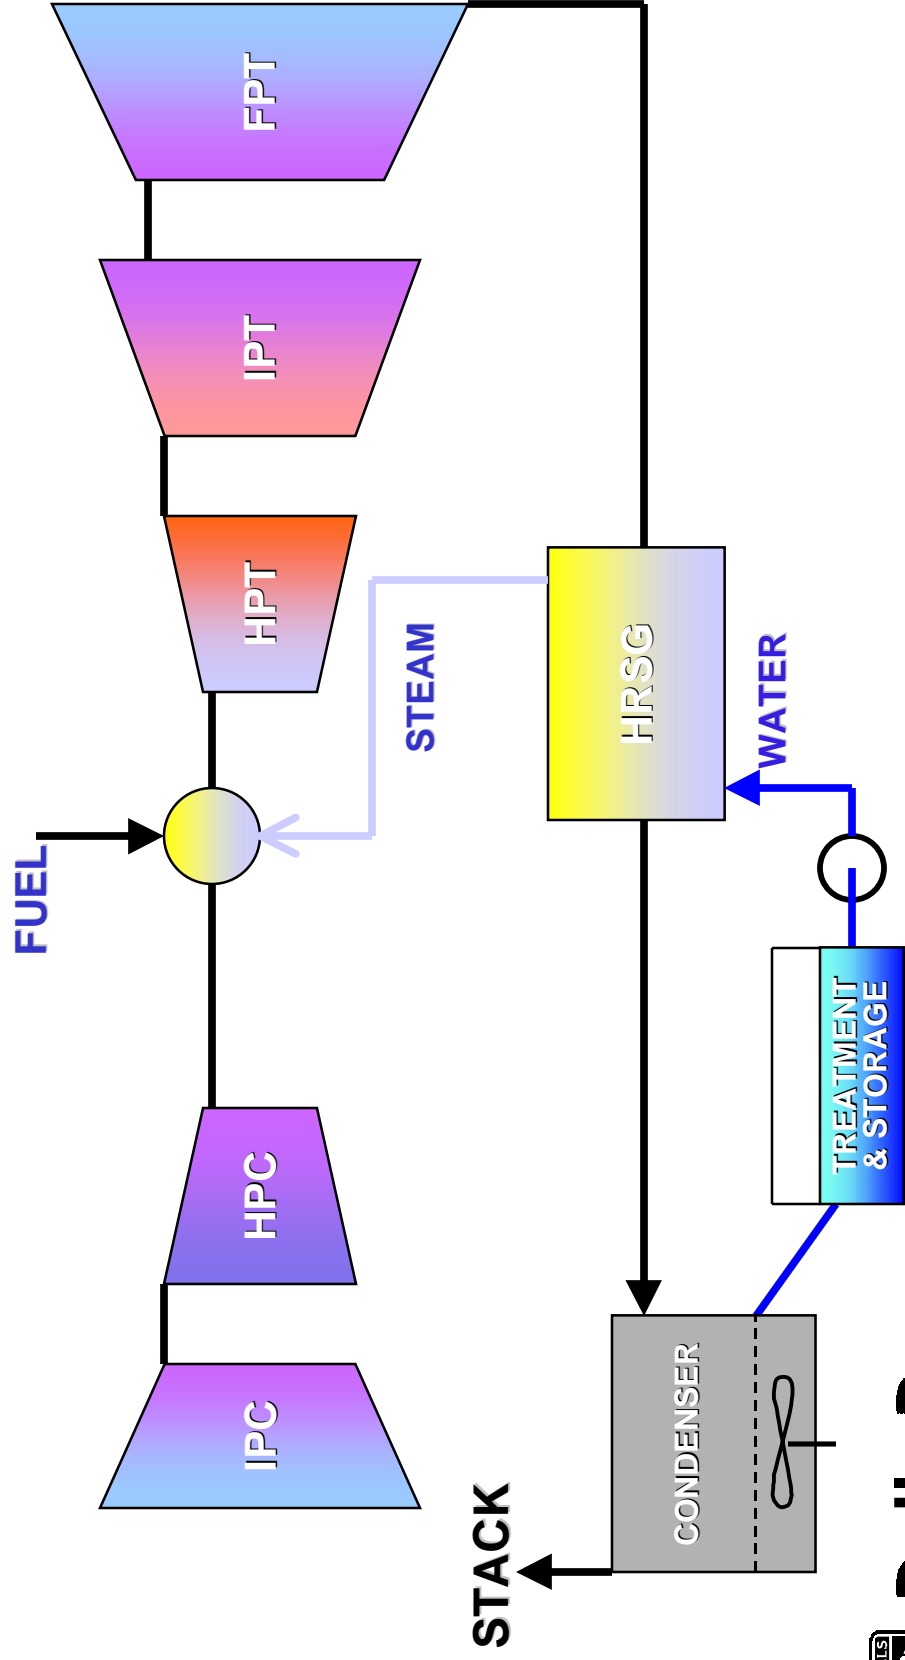 FUEL
IPC
HPC
HPT
IPT
FPT
STEAM
STACK
CONDENSER
HRSG
WATER
TREATMENT
& STORAGE